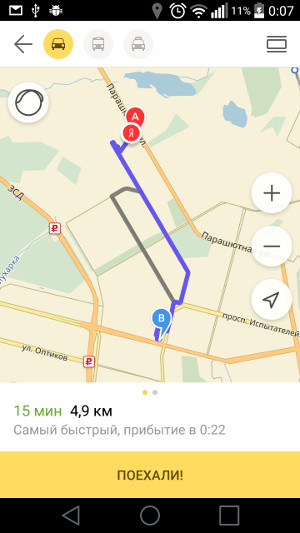 11% 0:07
Парашютная ул.
А
Я
ЗСД
₽
Глухарка
Парашютная
B
просп. Испытателей
ул. Оптиков
₽
15 мин 4,9 км
Самый быстрый, прибытие в 0:22
ПОЕХАЛИ!